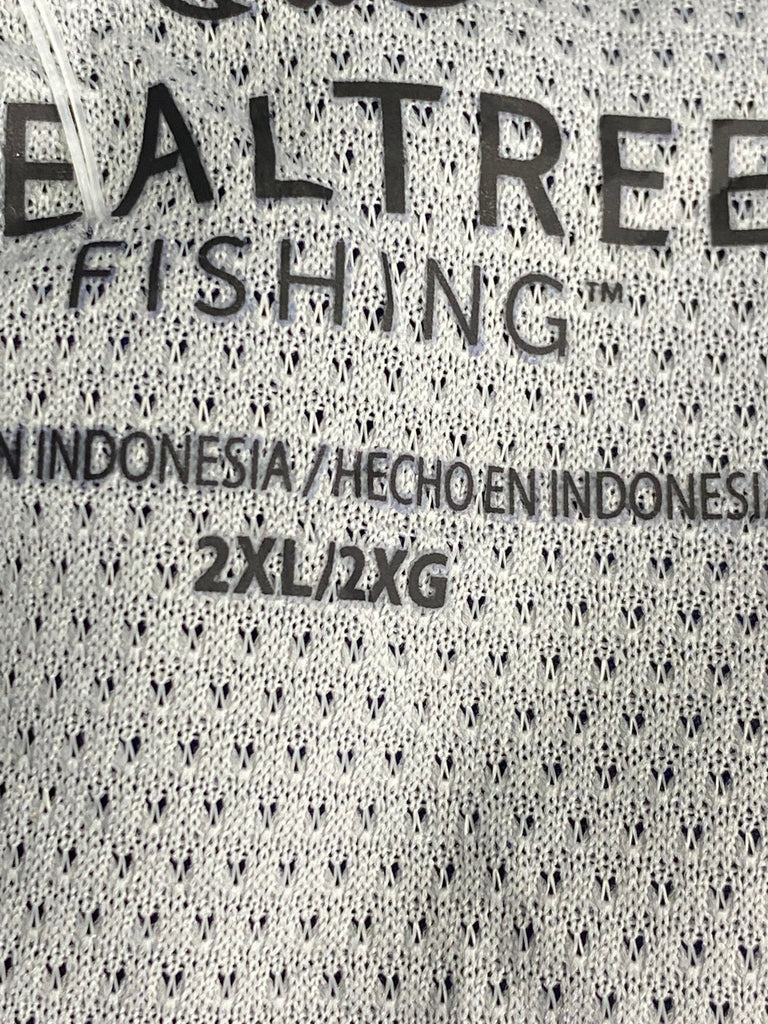 EALTREE
FISHING™
N INDONESIA / HECHO EN INDONESIA
2XL/2XG